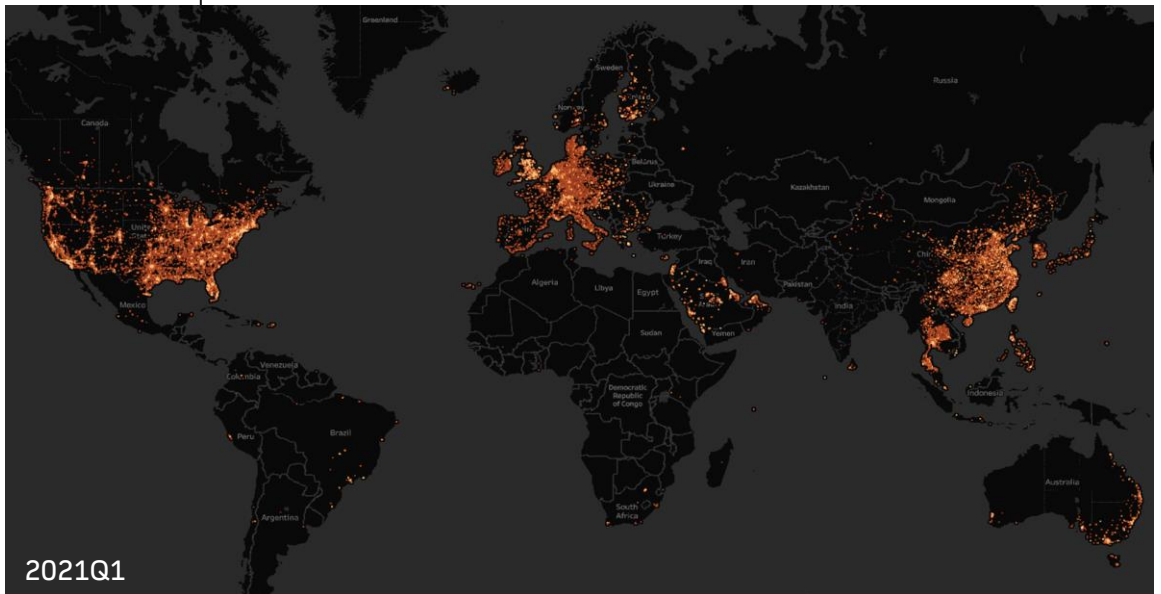 Greenland
Sweden
Russia
Canada
Belarus
Ukraine
Kazakhstan
Mongolia
Türkiye
Iraq
Iran
Mexico
Algeria
Libya
Egypt
Pakistan
India
Sudan
Yemen
Venezuela
Colombia
Democratic
Republic
of Congo
Indonesia
Peru
Brazil
Australia
South
Africa
Argentina
2021Q1